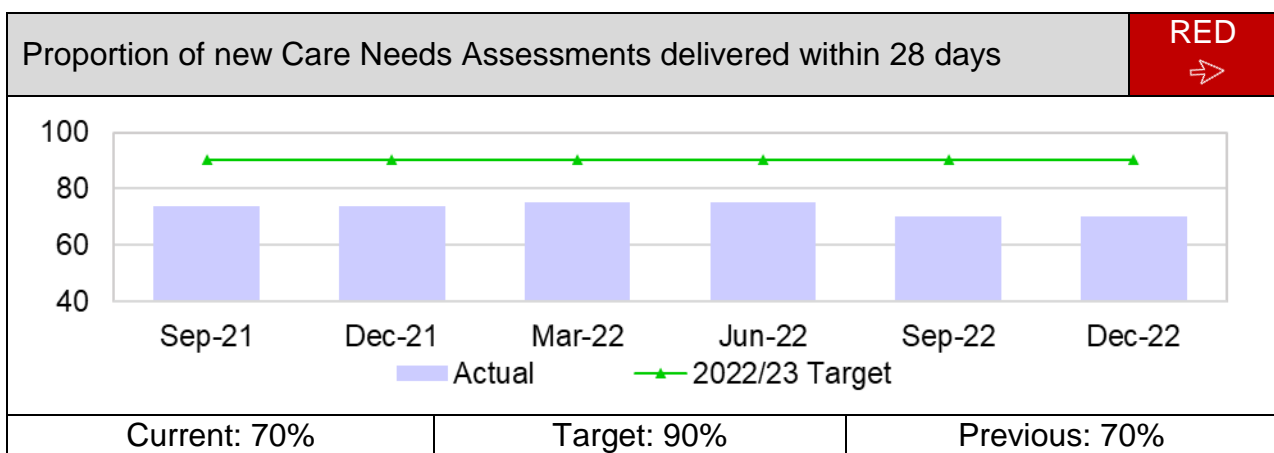 Proportion of new Care Needs Assessments delivered within 28 days
RED
100
80
60
40
Sep-21 Dec-21 Mar-22 Jun-22 Sep-22 Dec-22
Actual 2022/23 Target
Current: 70% Target: 90% Previous: 70%